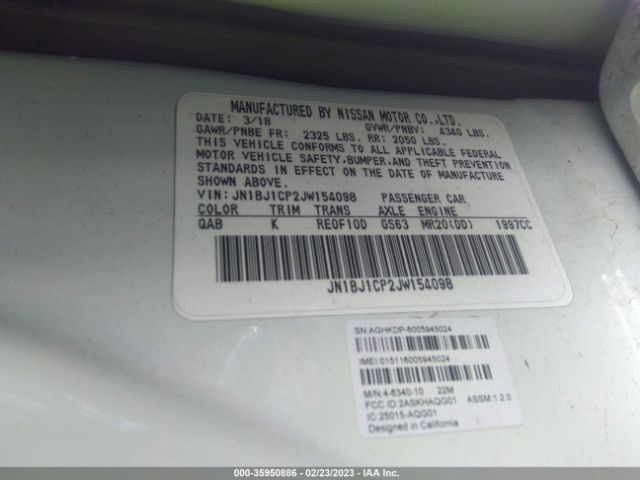 MANUFACTURED BY NISSAN MOTOR CO.,LTD.
DATE: 3/18 GVWR/PNBV: 4340 LBS.
GAWR/PNBE FR: 2325 LBS. RR: 2050 LBS.
THIS VEHICLE CONFORMS TO ALL APPLICABLE FEDERAL
MOTOR VEHICLE SAFETY,BUMPER,AND THEFT PREVENTION
STANDARDS IN EFFECT ON THE DATE OF MANUFACTURE
SHOWN ABOVE.
VIN: JN1BJ1CP2JW154098 PASSENGER CAR
COLOR TRIM TRANS AXLE ENGINE
QAB K RE0F10D GS63 MR20(DD) 1997CC
JN1BJ1CP2JW154098
SN:AGHKDP-6005945024
IMEI:015116005945024
M/N:4-6340-10 22M
FCC ID:2ASKHAQG01 ASSM:1.2.0
IC:25015-AQG01
Designed in California
000-35950886 - 02/23/2023 - IAA Inc.